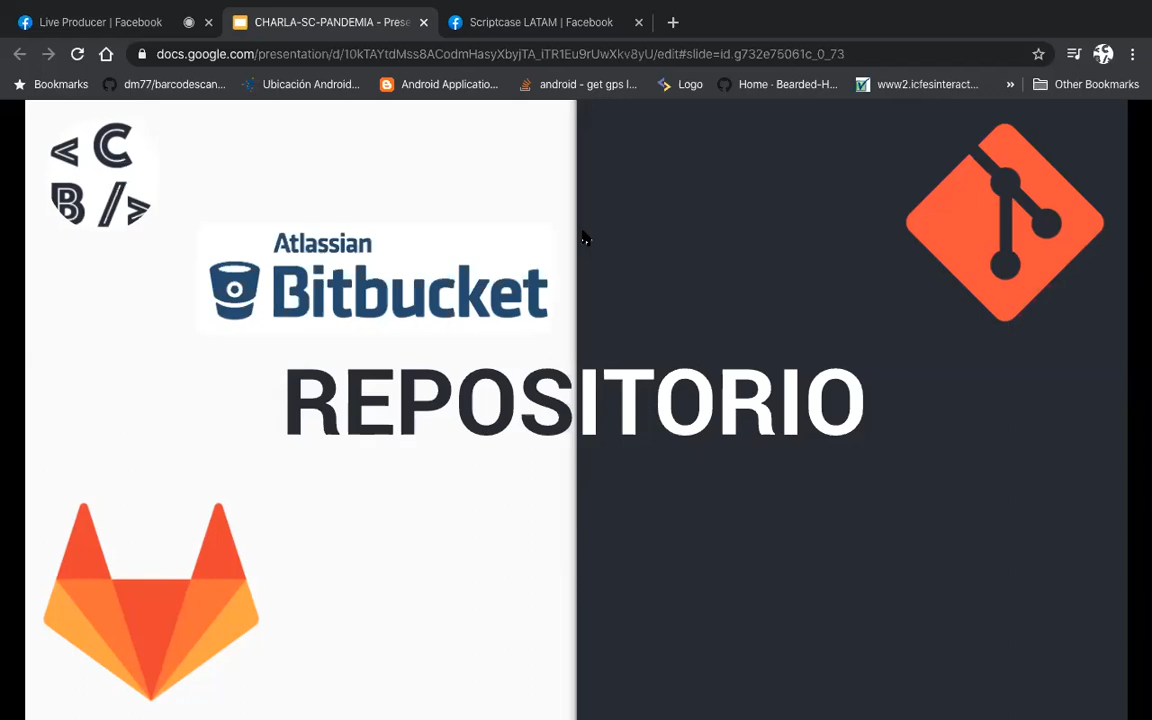 Live Producer | Facebook
CHARLA-SC-PANDEMIA - Prese
Scriptcase LATAM | Facebook
docs.google.com/presentation/d/10kTAYtdMss8ACodmHasyXbyjTA_iTR1Eu9rUwXkv8yU/edit#slide=id.g732e75061c_0_73
Bookmarks
dm77/barcodescan...
Ubicación Android...
Android Applicatio...
android - get gps l...
Logo
Home · Bearded-H...
www2.icfesinteract...
»
Other Bookmarks
< C
B />
Atlassian
Bitbucket
REPOSITORIO